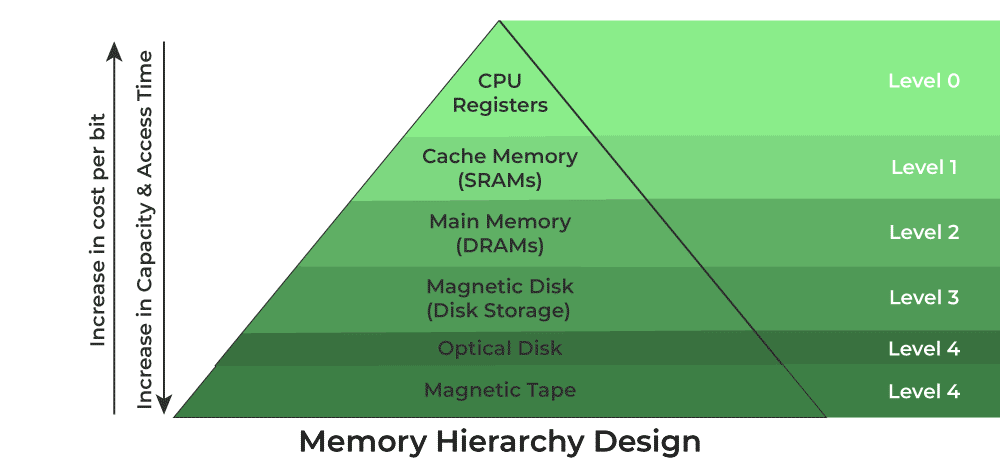 Increase in cost per bit
Increase in Capacity & Access Time
CPU
Registers
Level 0
Cache Memory
(SRAMs)
Level 1
Main Memory
(DRAMs)
Level 2
Magnetic Disk
(Disk Storage)
Level 3
Optical Disk
Level 4
Magnetic Tape
Level 4
Memory Hierarchy Design